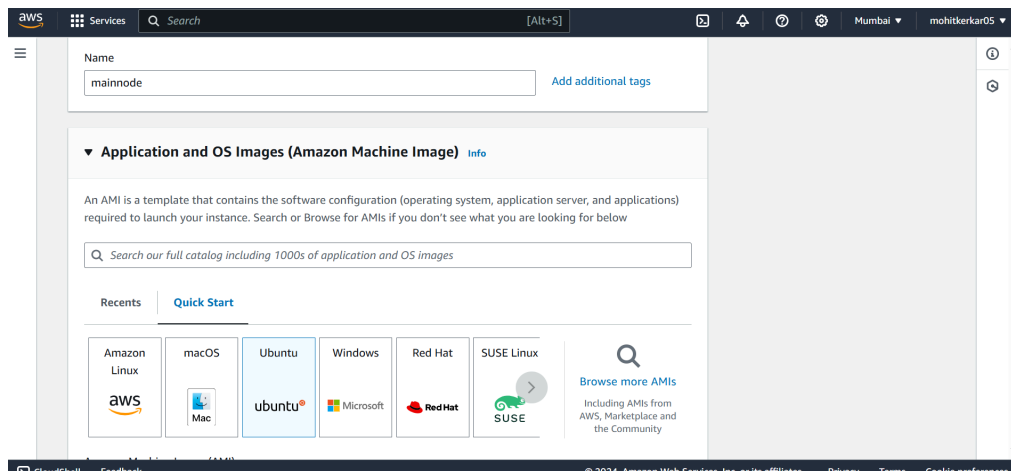 aws Services Search [Alt+S] Mumbai ▼ mohitkerkar05 ▼
Name
mainnode Add additional tags
▼ Application and OS Images (Amazon Machine Image) Info
An AMI is a template that contains the software configuration (operating system, application server, and applications)
required to launch your instance. Search or Browse for AMIs if you don't see what you are looking for below
Search our full catalog including 1000s of application and OS images
Recents Quick Start
Amazon Linux
aws
macOS
Mac
Ubuntu
ubuntu
Windows
Microsoft
Red Hat
Red Hat
SUSE Linux
SUSE
Browse more AMIs
Including AMIs from
AWS, Marketplace and
the Community
CloudShell Feedback © 2024, Amazon Web Services, Inc. or its affiliates. Privacy Terms Cookie preferences